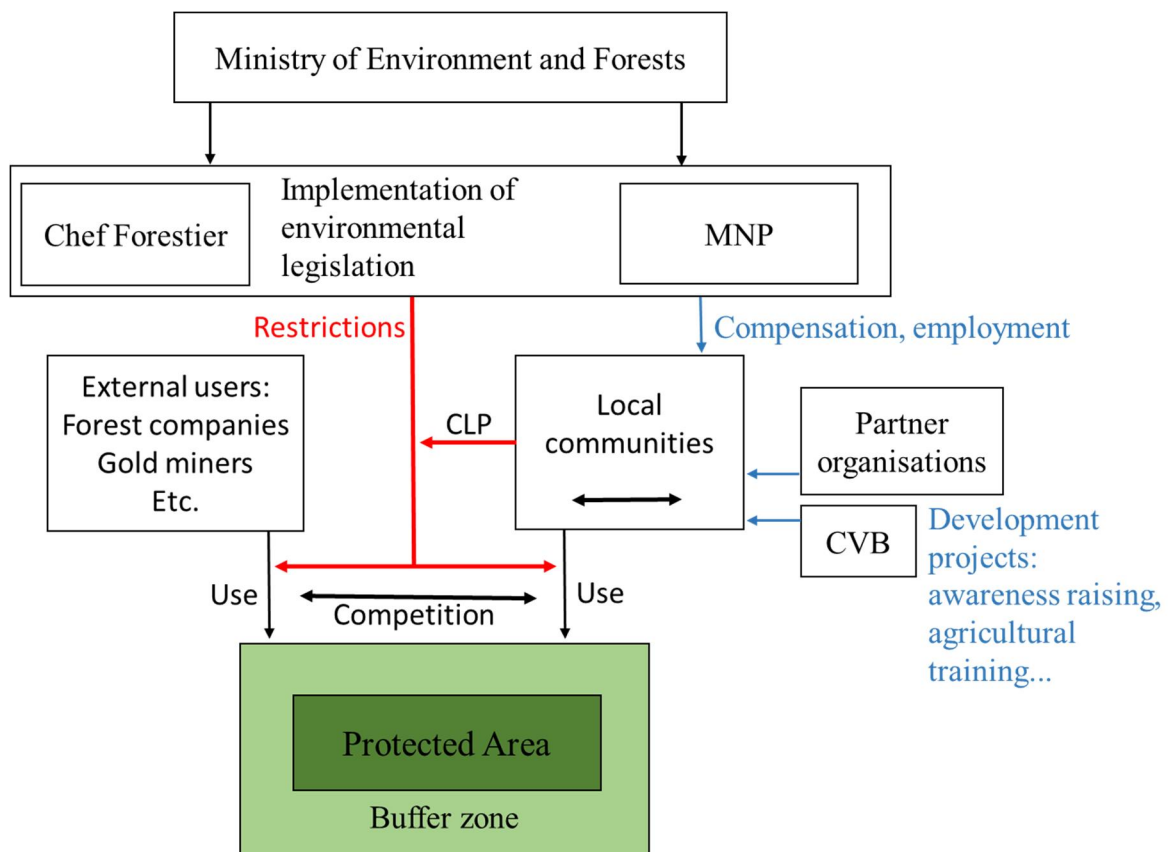 Ministry of Environment and Forests
Chef Forestier
Implementation of
environmental
legislation
MNP
Restrictions
Compensation, employment
External users:
Forest companies
Gold miners
Etc.
CLP
Local
communities
Partner
organisations
CVB
Development
projects:
awareness raising,
agricultural
training...
Use
Competition
Use
Protected Area
Buffer zone